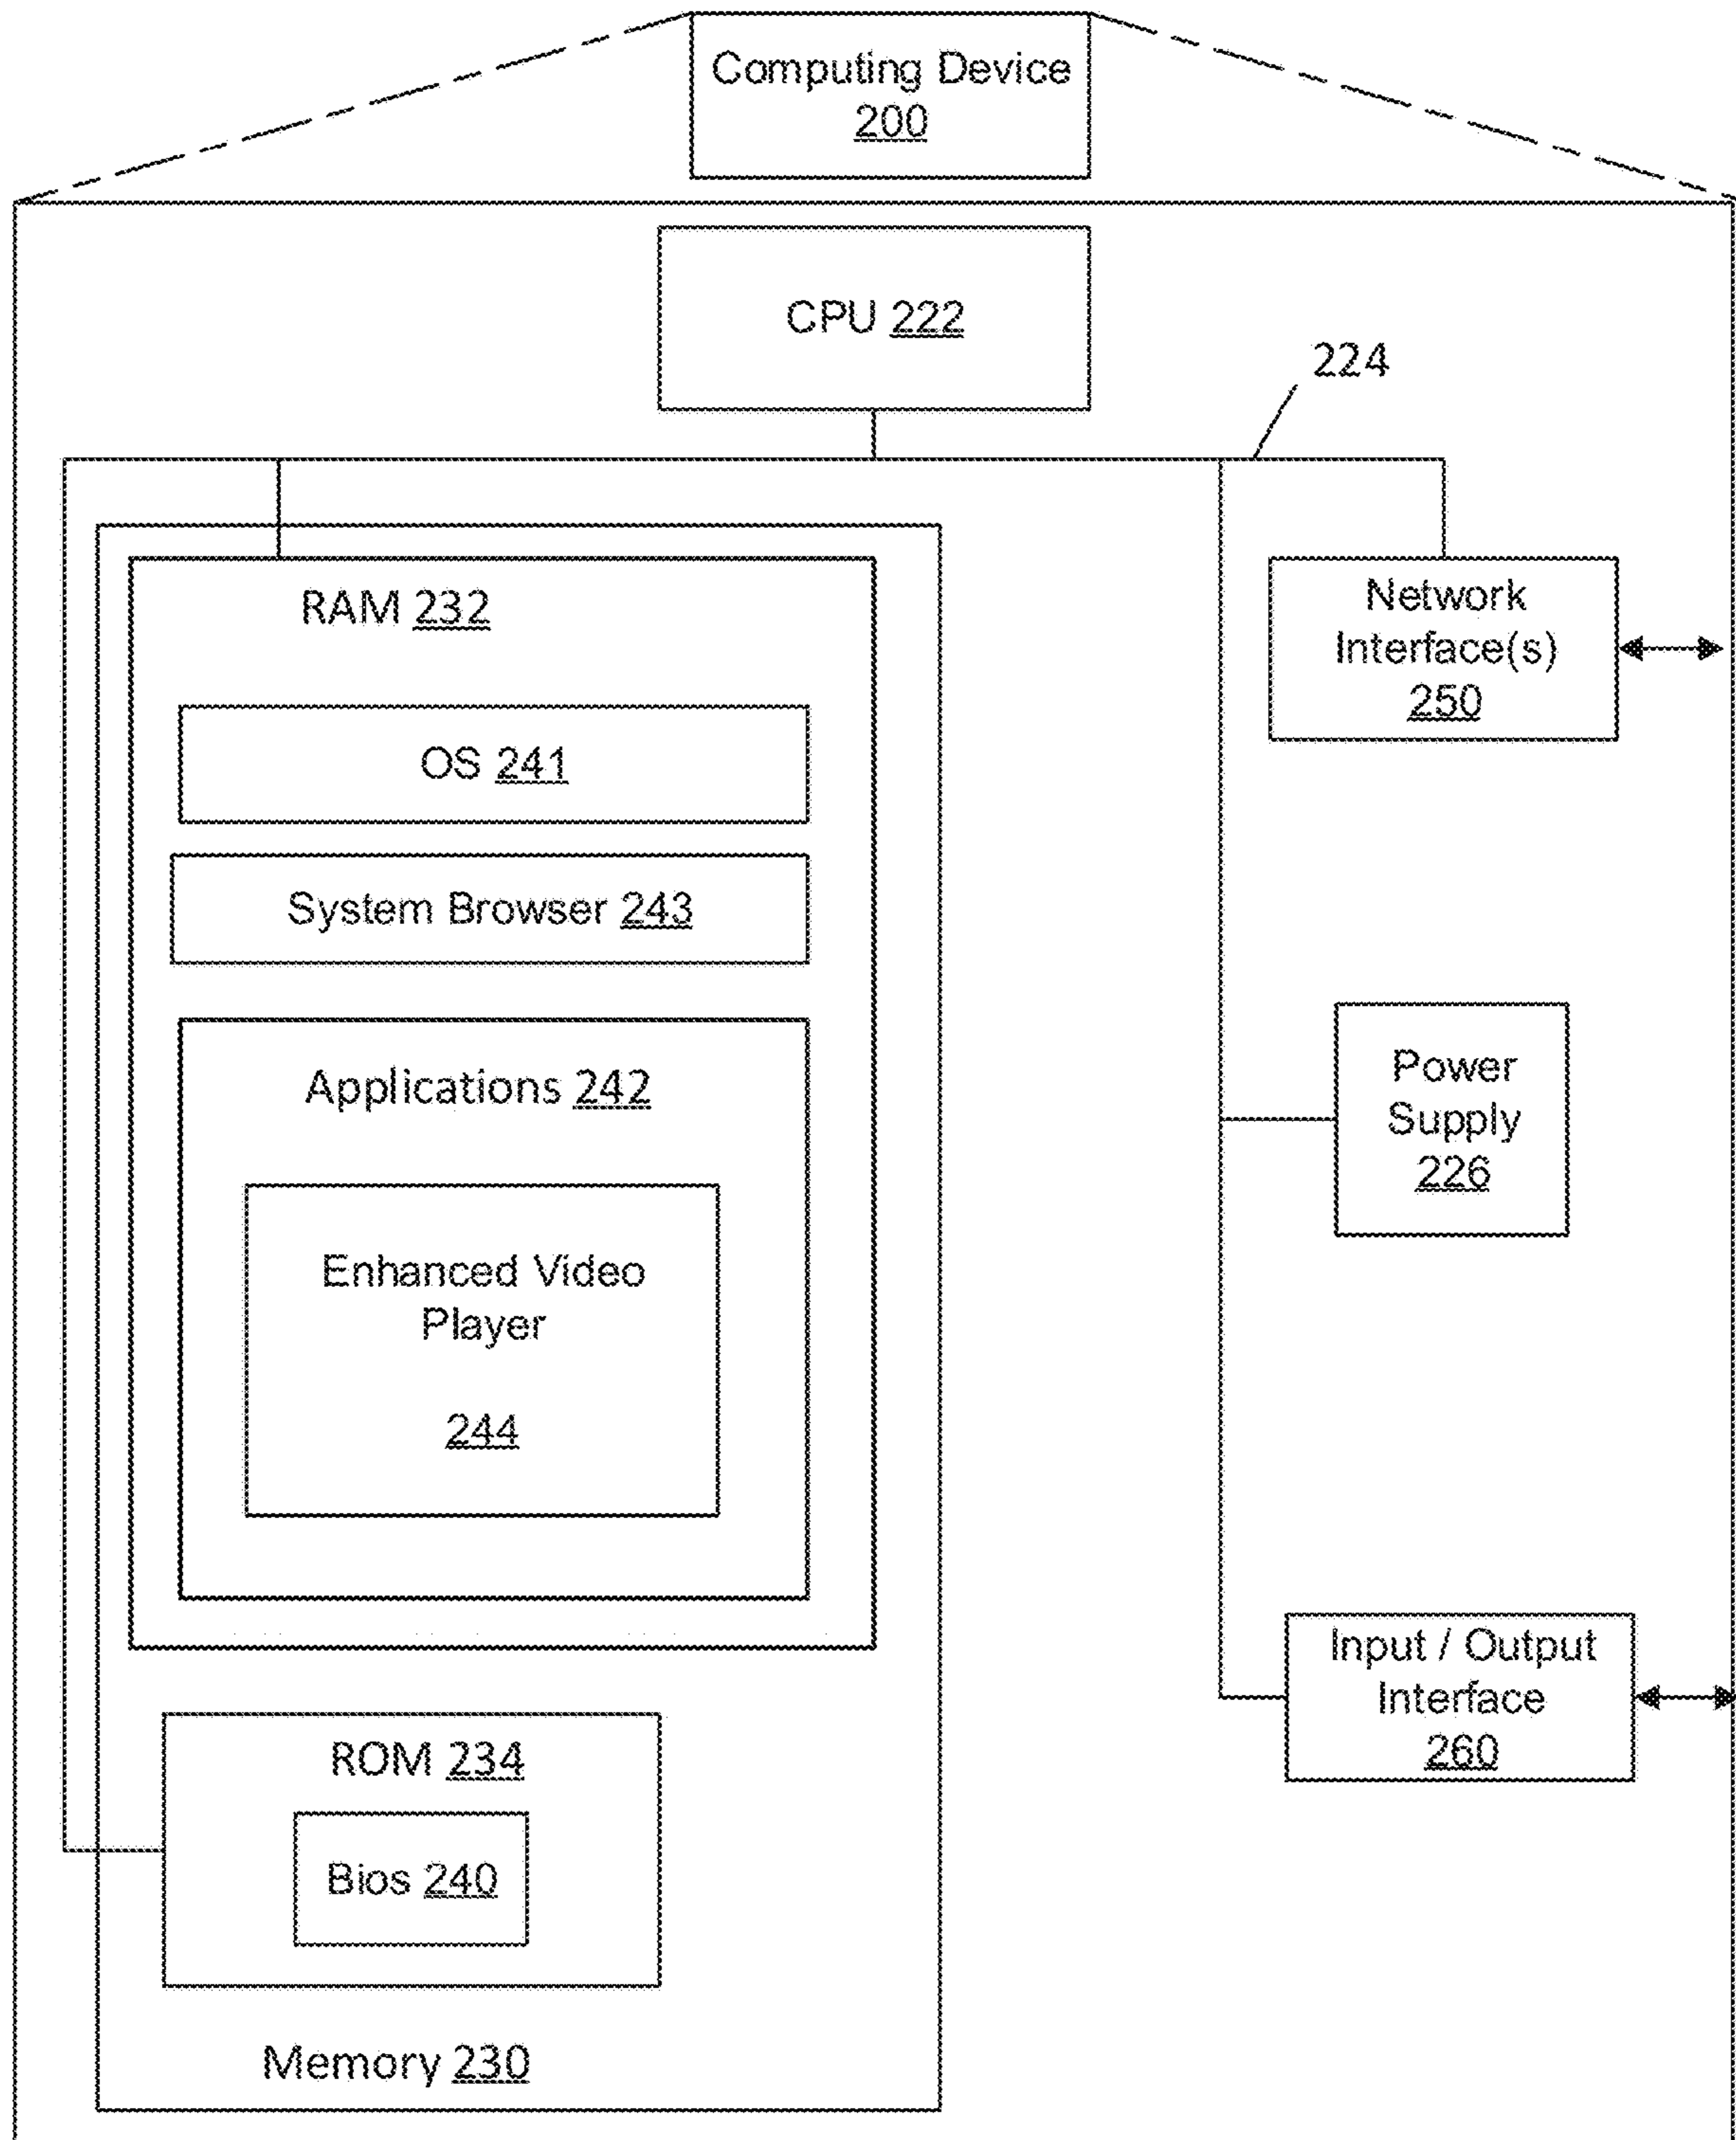 Computing Device
200
CPU 222
224
RAM 232
OS 241
System Browser 243
Applications 242
Enhanced Video
Player
244
ROM 234
Bios 240
Memory 230
Network
Interface(s)
250
Power
Supply
226
Input / Output
Interface
260